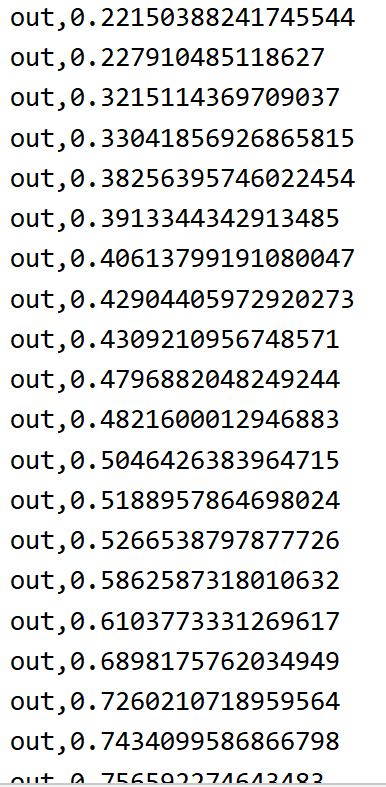 out,0.22150388241745544
out,0.227910485118627
out,0.3215114369709037
out,0.33041856926865815
out,0.38256395746022454
out,0.3913344342913485
out,0.40613799191080047
out,0.42904405972920273
out,0.4309210956748571
out,0.4796882048249244
out,0.4821600012946883
out,0.5046426383964715
out,0.5188957864698024
out,0.5266538797877726
out,0.5862587318010632
out,0.6103773331269617
out,0.6898175762034949
out,0.7260210718959564
out,0.7434099586866798
out,0.756592274643483